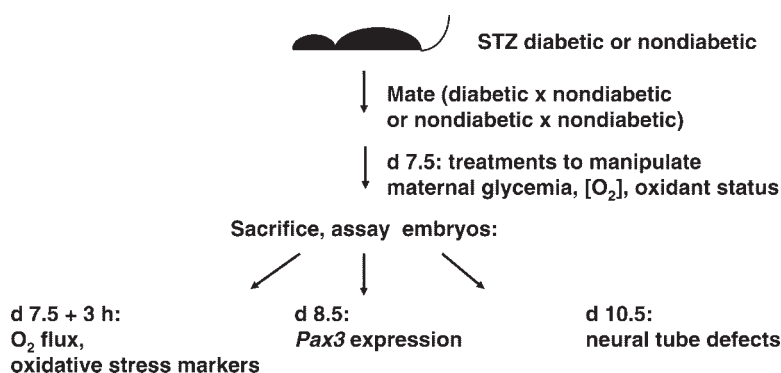 STZ diabetic or nondiabetic
Mate (diabetic x nondiabetic
or nondiabetic x nondiabetic)
d 7.5: treatments to manipulate
maternal glycemia, [O₂], oxidant status
Sacrifice, assay embryos:
d 7.5 + 3 h:
O₂ flux,
oxidative stress markers
d 8.5:
Pax3 expression
d 10.5:
neural tube defects